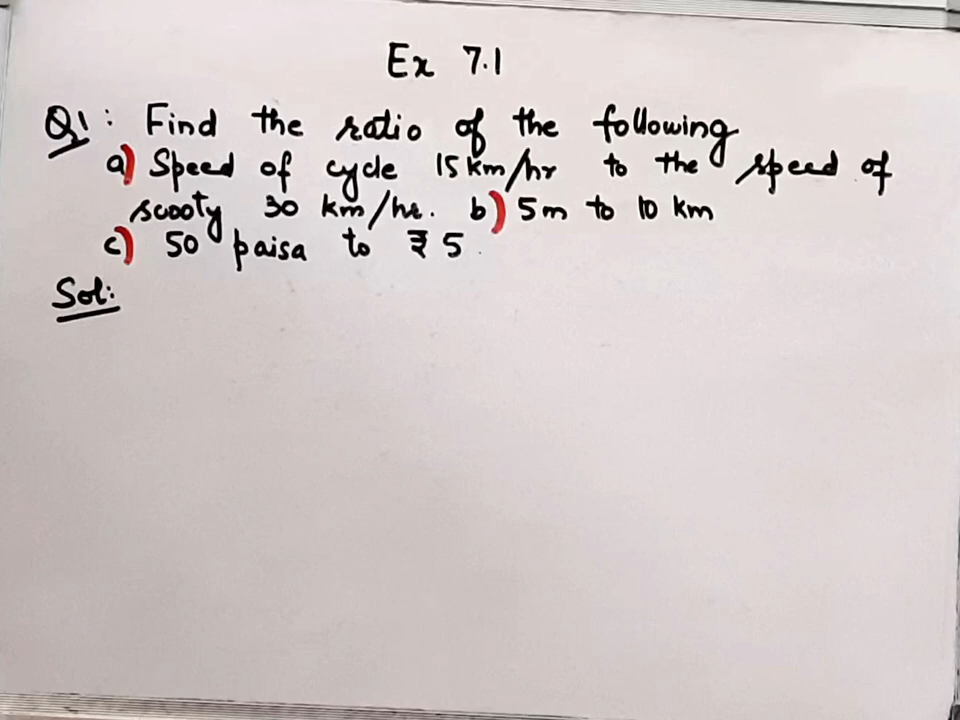 Ex 7.1
Q1: Find the ratio of the following
a) Speed of cycle 15 km/hr to the speed of
scooty 30 km/hr. b) 5m to 10 km
c) 50 paisa to ₹ 5.
Sol: